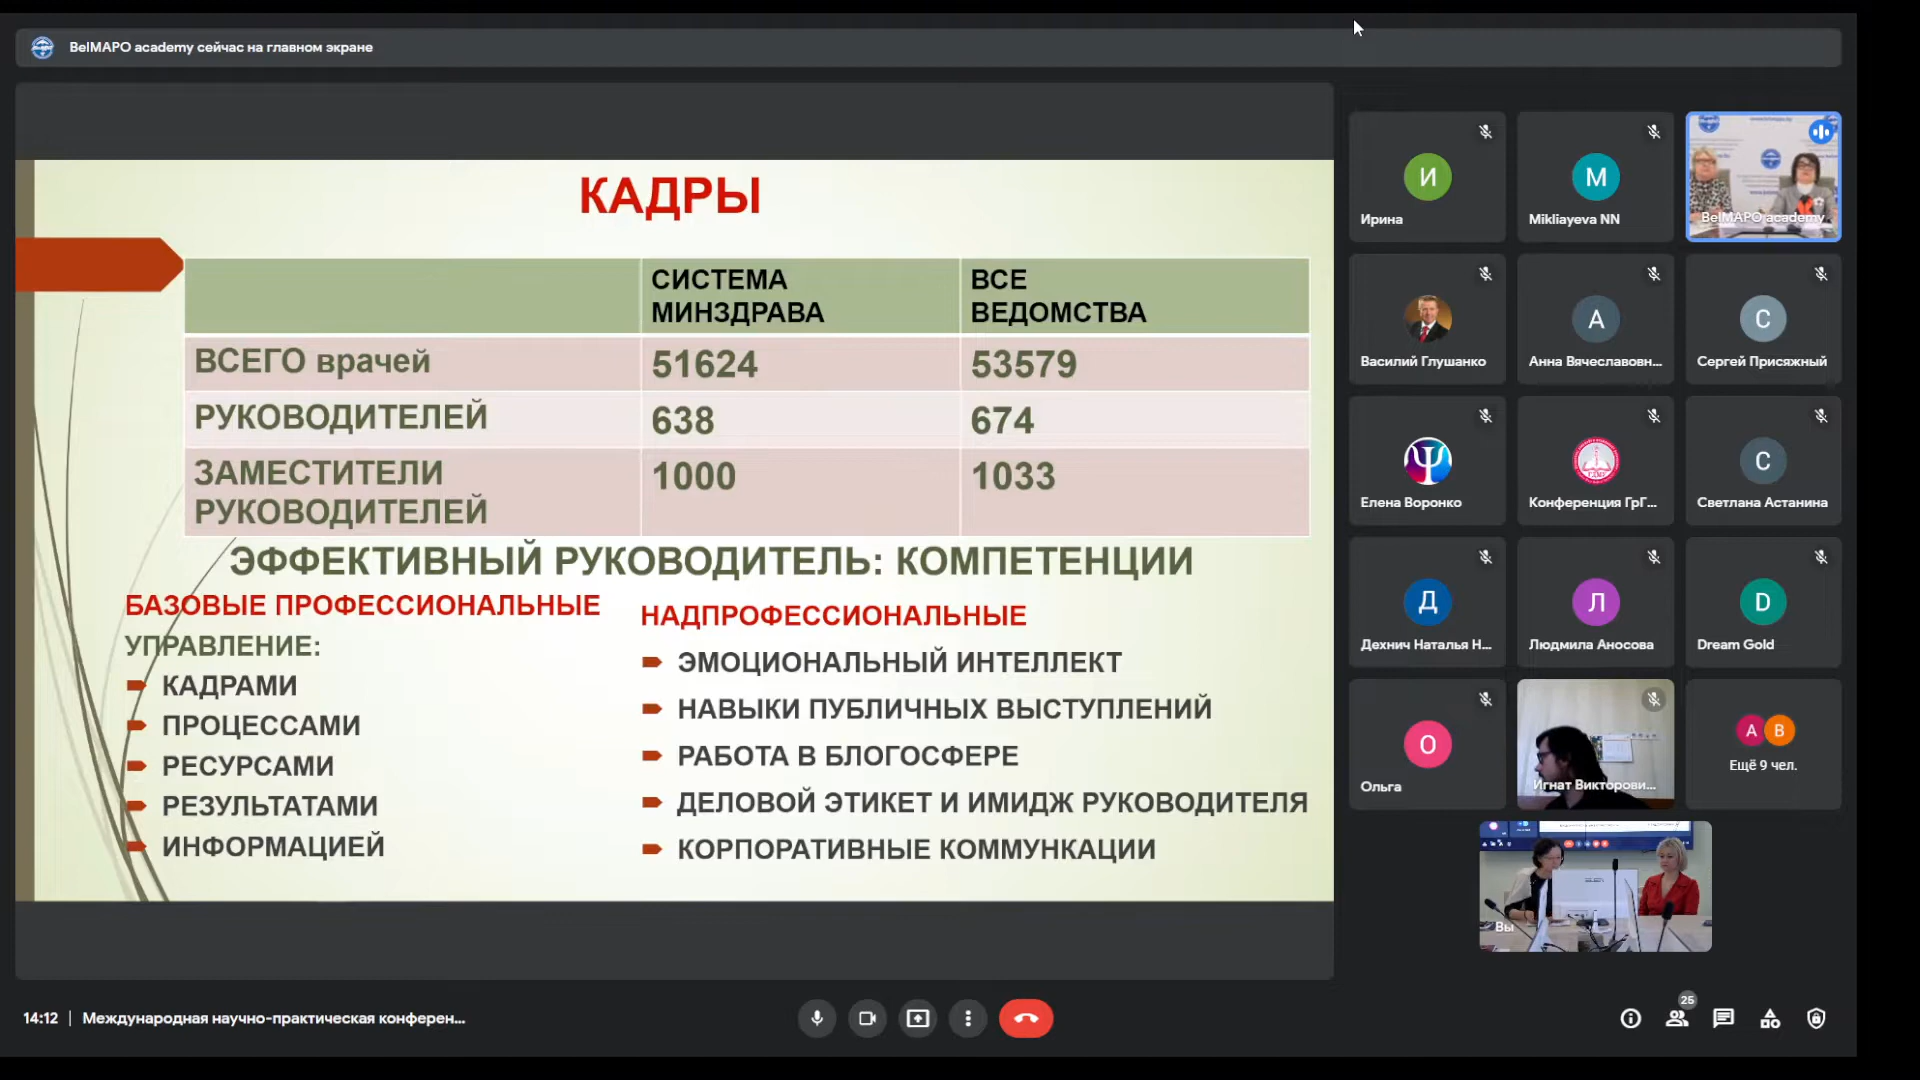 BelMAPO academy сейчас на главном экране
КАДРЫ
СИСТЕМА
МИНЗДРАВА
ВСЕ
ВЕДОМСТВА
ВСЕГО врачей
51624
53579
РУКОВОДИТЕЛЕЙ
638
674
ЗАМЕСТИТЕЛИ
РУКОВОДИТЕЛЕЙ
1000
1033
ЭФФЕКТИВНЫЙ РУКОВОДИТЕЛЬ: КОМПЕТЕНЦИИ
БАЗОВЫЕ ПРОФЕССИОНАЛЬНЫЕ
УПРАВЛЕНИЕ:
КАДРАМИ
ПРОЦЕССАМИ
РЕСУРСАМИ
РЕЗУЛЬТАТАМИ
ИНФОРМАЦИЕЙ
НАДПРОФЕССИОНАЛЬНЫЕ
ЭМОЦИОНАЛЬНЫЙ ИНТЕЛЛЕКТ
НАВЫКИ ПУБЛИЧНЫХ ВЫСТУПЛЕНИЙ
РАБОТА В БЛОГОСФЕРЕ
ДЕЛОВОЙ ЭТИКЕТ И ИМИДЖ РУКОВОДИТЕЛЯ
КОРПОРАТИВНЫЕ КОММУНКАЦИИ
И
Ирина
M
Mikliayeva NN
BelMAPO academy
Василий Глушанко
А
Анна Вячеславовн...
С
Сергей Присяжный
Ψ
Елена Воронко
Конференция ГрГ...
С
Светлана Астанина
Д
Дехнич Наталья Н...
Л
Людмила Аносова
D
Dream Gold
О
Ольга
Игнат Викторови...
А В
Ещё 9 чел.
Вы
14:12 | Международная научно-практическая конферен...
25